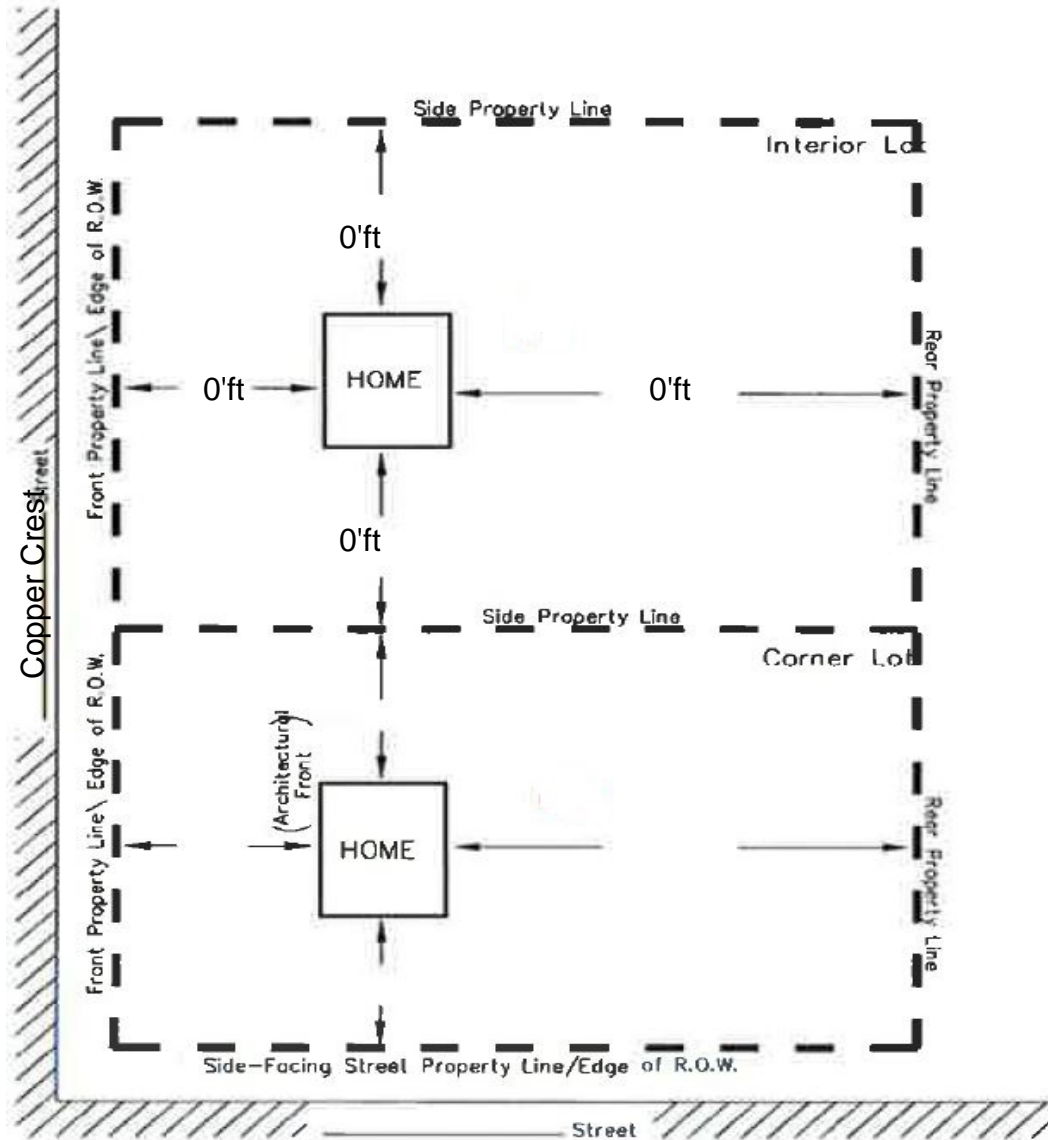 Side Property Line
Interior Lot
Front Property Line\ Edge of R.O.W.
0'ft
HOME
0'ft
0'ft
Rear Property Line
0'ft
Copper Crest
Street
Side Property Line
Corner Lot
Front Property Line\ Edge of R.O.W.
(Architectural
Front)
HOME
Rear Property Line
Side-Facing Street Property Line/Edge of R.O.W.
Street